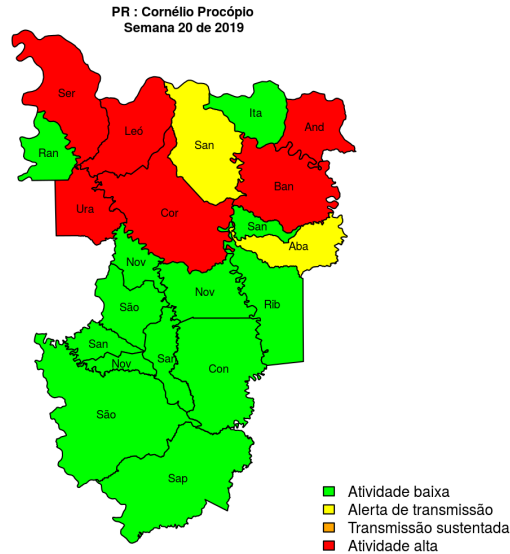 PR : Cornélio Procópio
Semana 20 de 2019
Ser
Leó
Ita
And
San
Ran
Ban
Ura
Cor
San
Aba
Nov
Nov
São
Rib
San
San
Nov
Con
São
Sap
Atividade baixa
Alerta de transmissão
Transmissão sustentada
Atividade alta